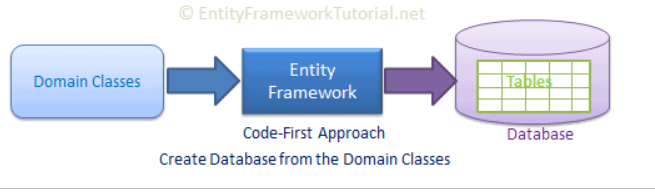 © EntityFrameworkTutorial.net
Domain Classes
Entity
Framework
Tables
Code-First Approach
Database
Create Database from the Domain Classes